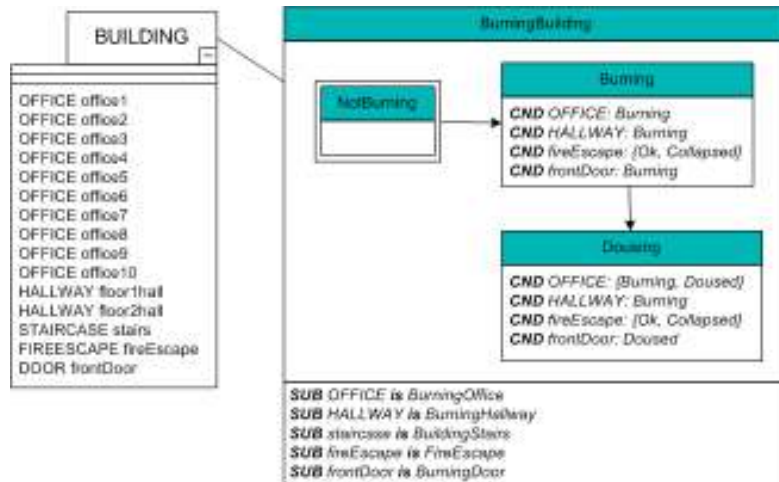 BUILDING
OFFICE office1
OFFICE office2
OFFICE office3
OFFICE office4
OFFICE office5
OFFICE office6
OFFICE office7
OFFICE office8
OFFICE office9
OFFICE office10
HALLWAY floor1hall
HALLWAY floor2hall
STAIRCASE stairs
FIREESCAPE fireEscape
DOOR frontDoor
BurningBuilding
NotBurning
Burning
CND OFFICE: Burning
CND HALLWAY: Burning
CND fireEscape: {Ok, Collapsed}
CND frontDoor: Burning
Dousing
CND OFFICE: {Burning, Doused}
CND HALLWAY: Burning
CND fireEscape: {Ok, Collapsed}
CND frontDoor: Doused
SUB OFFICE is BurningOffice
SUB HALLWAY is BurningHallway
SUB staircase is BuildingStairs
SUB fireEscape is FireEscape
SUB frontDoor is BurningDoor